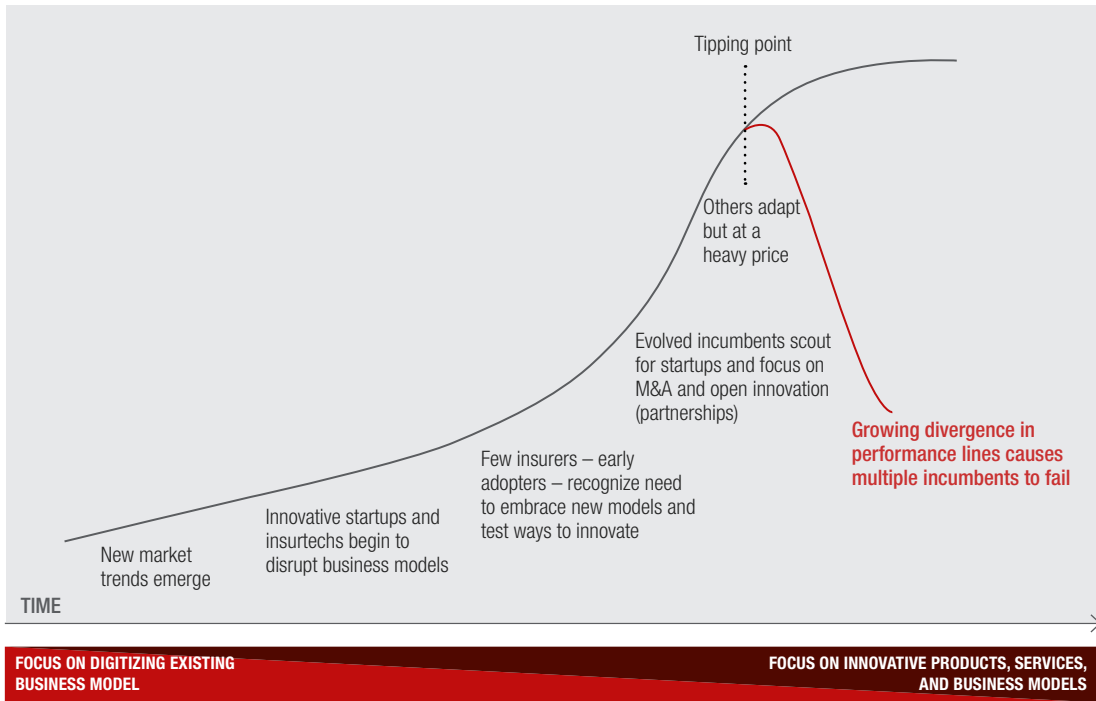 Tipping point
Others adapt
but at a
heavy price
Evolved incumbents scout
for startups and focus on
M&A and open innovation
(partnerships)
Growing divergence in
performance lines causes
multiple incumbents to fail
Few insurers – early
adopters – recognize need
to embrace new models and
test ways to innovate
Innovative startups and
insurtechs begin to
disrupt business models
New market
trends emerge
TIME
FOCUS ON DIGITIZING EXISTING
BUSINESS MODEL
FOCUS ON INNOVATIVE PRODUCTS, SERVICES,
AND BUSINESS MODELS